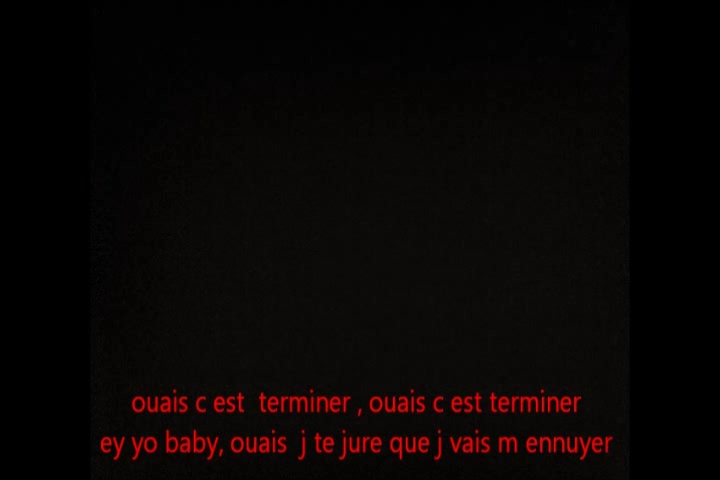 ouais c est  terminer , ouais c est terminer
ey yo baby, ouais  j te jure que j vais m ennuyer